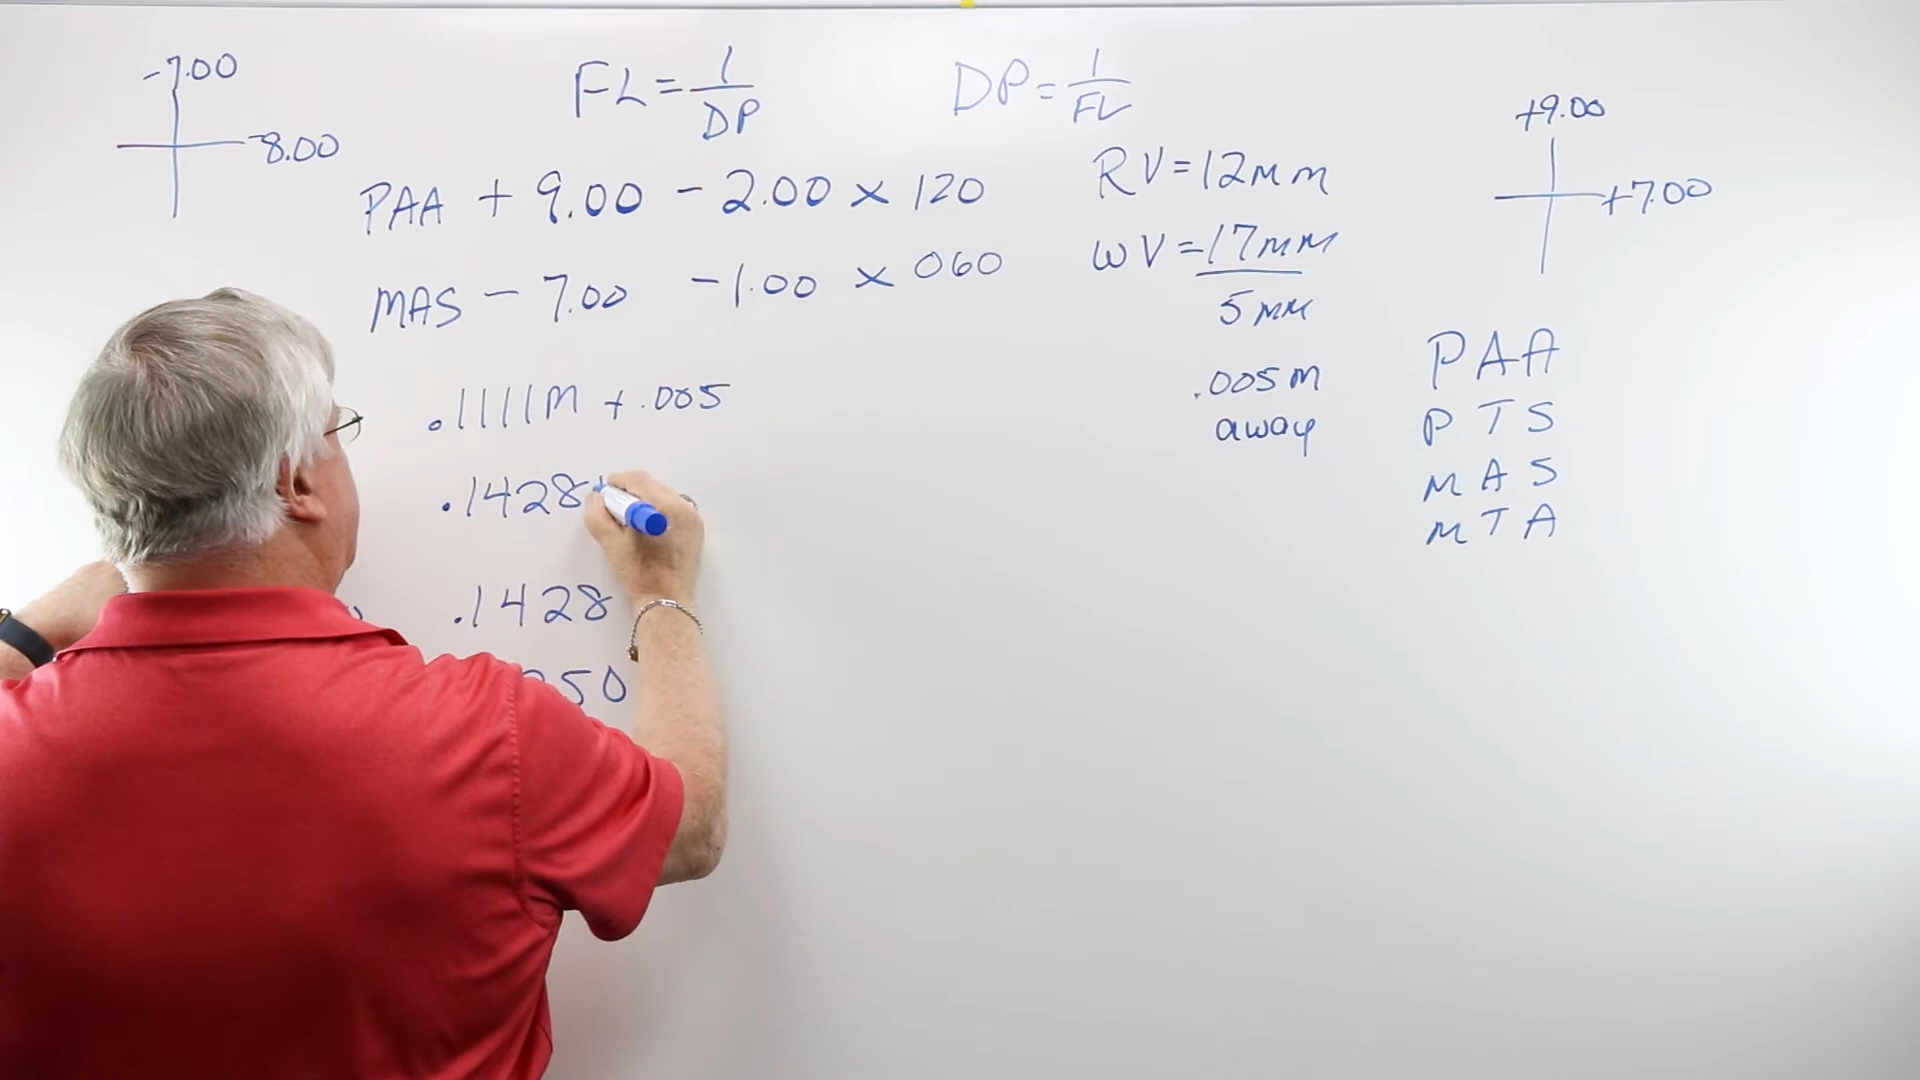 -7.00
-8.00
FL = 1/DP
DP = 1/FL
+9.00
+7.00
PAA + 9.00 - 2.00 x 120
MAS - 7.00 -1.00 x 060
RV = 12mm
WV = 17mm
5mm
.005m
away
.1111m + .005
.1428
.1428
50
PAA
PTS
MAS
MTA